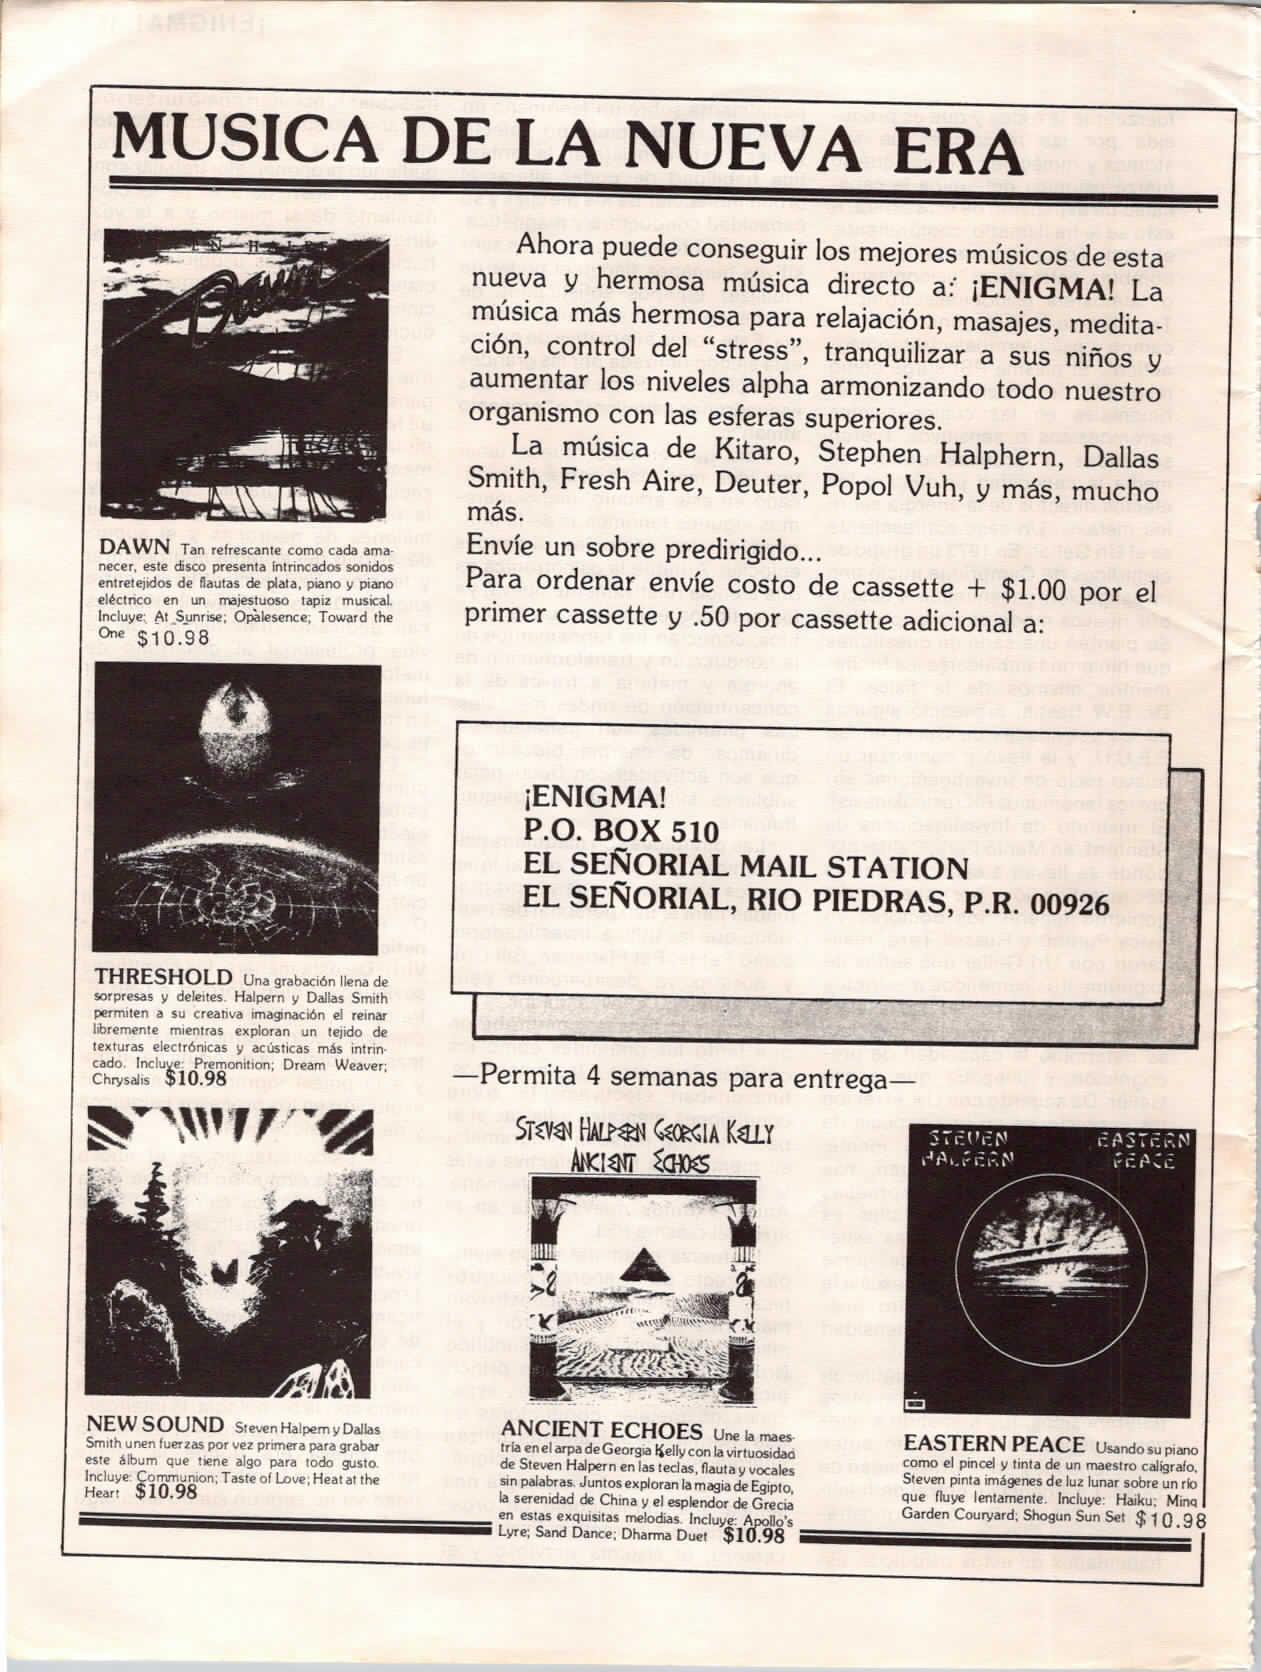 MUSICA DE LA NUEVA ERA
Dawn
Ahora puede conseguir los mejores músicos de esta
nueva y hermosa música directo a: ¡ENIGMA! La
música más hermosa para relajación, masajes, medita-
ción, control del “stress”, tranquilizar a sus niños y
aumentar los niveles alpha armonizando todo nuestro
organismo con las esferas superiores.
La música de Kitaro, Stephen Halphern, Dallas
Smith, Fresh Aire, Deuter, Popol Vuh, y más, mucho
más.
Envíe un sobre predirigido...
Para ordenar envíe costo de cassette + $1.00 por el
primer cassette y .50 por cassette adicional a:
DAWN Tan refrescante como cada ama-
necer, este disco presenta intrincados sonidos
entretejidos de flautas de plata, piano y piano
eléctrico en un majestuoso tapiz musical.
Incluye: At Sunrise; Opalesence; Toward the
One $10.98
¡ENIGMA!
P.O. BOX 510
EL SEÑORIAL MAIL STATION
EL SEÑORIAL, RIO PIEDRAS, P.R. 00926
THRESHOLD Una grabación llena de
sorpresas y deleites. Halpern y Dallas Smith
permiten a su creativa imaginación el reinar
libremente mientras exploran un tejido de
texturas electrónicas y acústicas más intrin-
cado. Incluye: Premonition; Dream Weaver;
Chrysalis $10.98
—Permita 4 semanas para entrega—
STEVEN HALPERN GEORGIA KELLY
ANCIENT ECHOES
STEVEN HALPERN
EASTERN PEACE
NEW SOUND Steven Halpern y Dallas
Smith unen fuerzas por vez primera para grabar
este álbum que tiene algo para todo gusto.
Incluye: Communion; Taste of Love; Heat at the
Heart $10.98
ANCIENT ECHOES Une la maes-
tría en el arpa de Georgia Kelly con la virtuosidad
de Steven Halpern en las teclas, flauta y vocales
sin palabras. Juntos exploran la magia de Egipto,
la serenidad de China y el esplendor de Grecia
en estas exquisitas melodias. Incluye: Apollo's
Lyre; Sand Dance; Dharma Duet $10.98
EASTERN PEACE Usando su piano
como el pincel y tinta de un maestro calígrafo,
Steven pinta imágenes de luz lunar sobre un río
que fluye lentamente. Incluye: Haiku; Ming
Garden Couryard; Shogun Sun Set $10.98